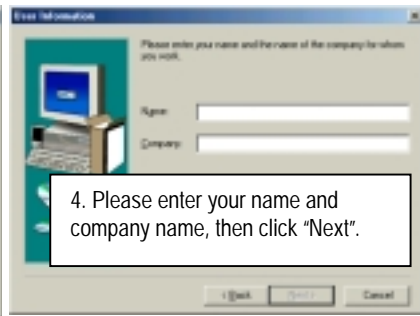 User Information
Please enter your name and the name of the company for whom
you work.
Name:
Company:
4. Please enter your name and
company name, then click “Next”.
< Back
Next >
Cancel